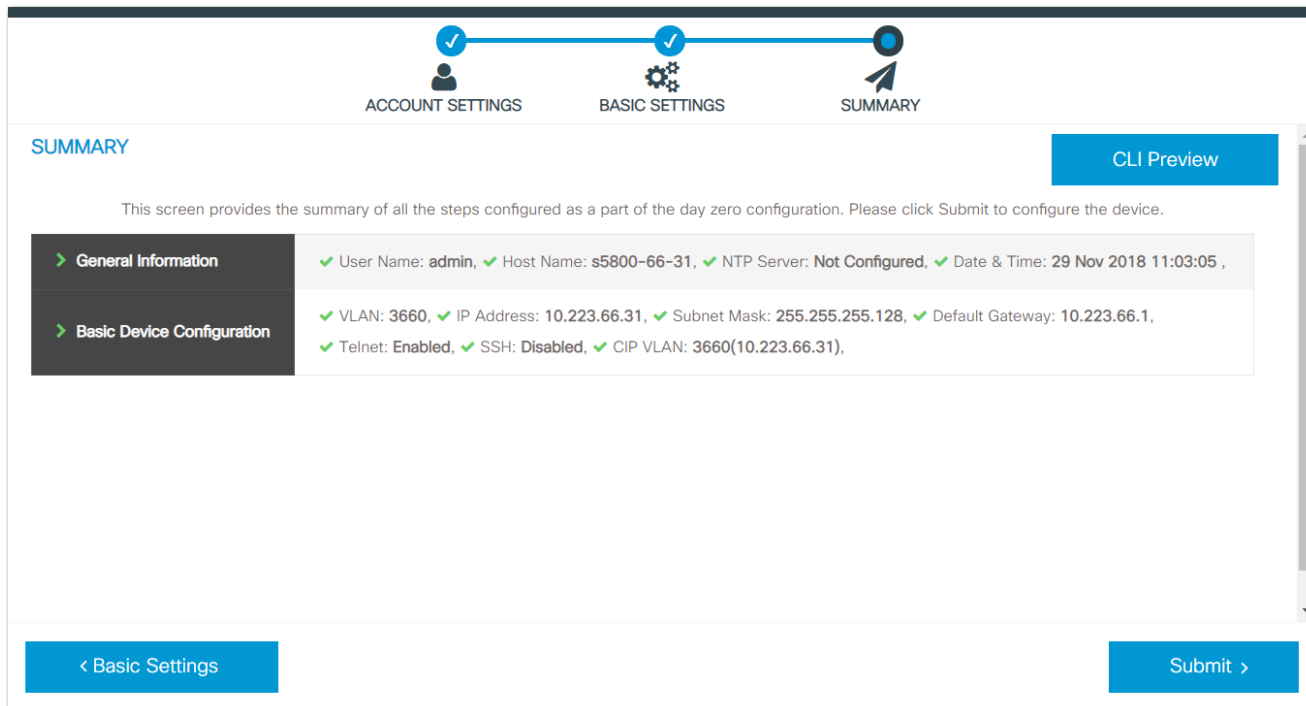 ACCOUNT SETTINGS BASIC SETTINGS SUMMARY
SUMMARY
CLI Preview
This screen provides the summary of all the steps configured as a part of the day zero configuration. Please click Submit to configure the device.
General Information
User Name: admin, Host Name: s5800-66-31, NTP Server: Not Configured, Date & Time: 29 Nov 2018 11:03:05 ,
Basic Device Configuration
VLAN: 3660, IP Address: 10.223.66.31, Subnet Mask: 255.255.255.128, Default Gateway: 10.223.66.1,
Telnet: Enabled, SSH: Disabled, CIP VLAN: 3660(10.223.66.31),
‹ Basic Settings
Submit ›